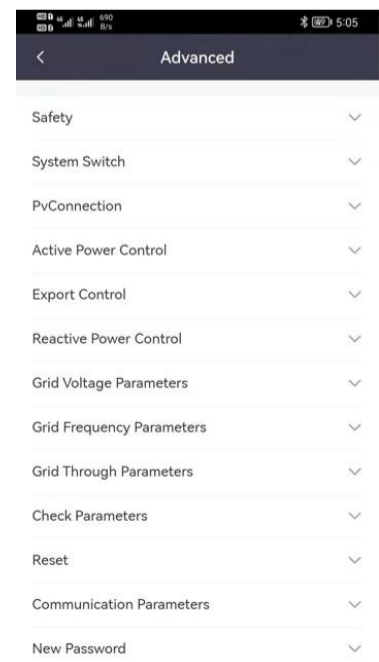 690
B/s
5:05
Advanced
Safety
System Switch
PvConnection
Active Power Control
Export Control
Reactive Power Control
Grid Voltage Parameters
Grid Frequency Parameters
Grid Through Parameters
Check Parameters
Reset
Communication Parameters
New Password